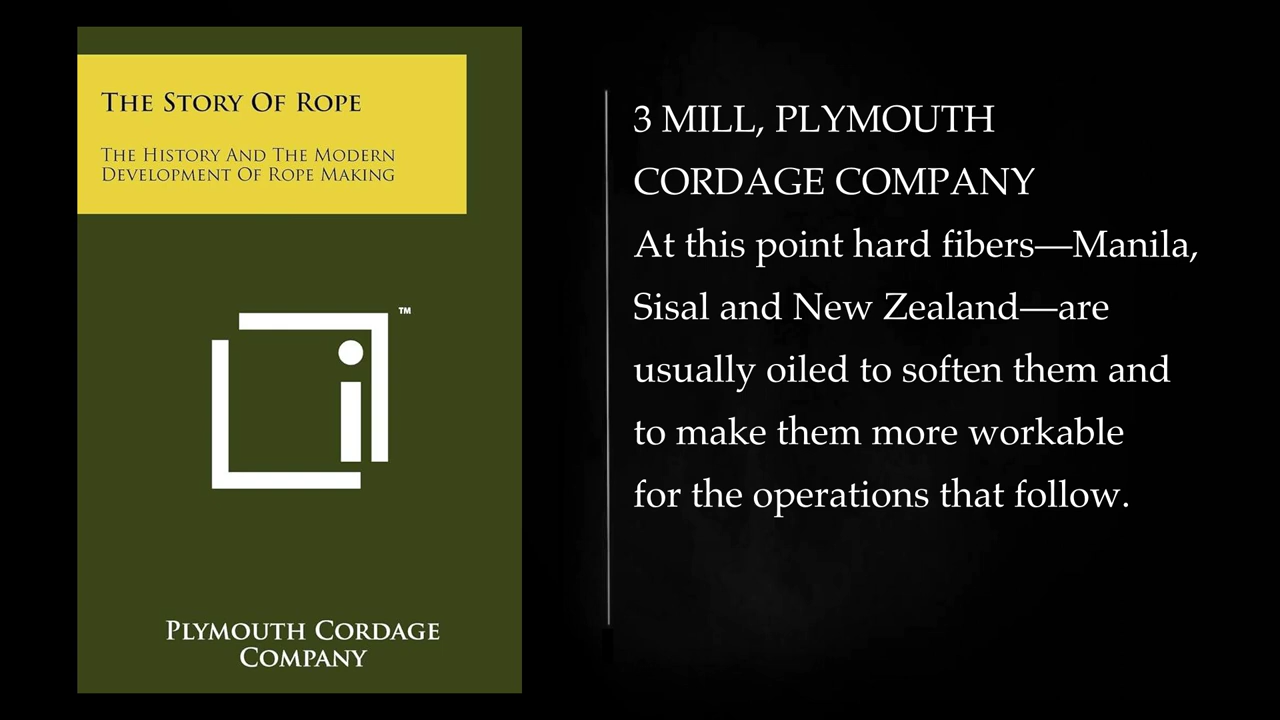 THE STORY OF ROPE
THE HISTORY AND THE MODERN
DEVELOPMENT OF ROPE MAKING
TM
i
PLYMOUTH CORDAGE
COMPANY
3 MILL, PLYMOUTH
CORDAGE COMPANY
At this point hard fibers—Manila,
Sisal and New Zealand—are
usually oiled to soften them and
to make them more workable
for the operations that follow.